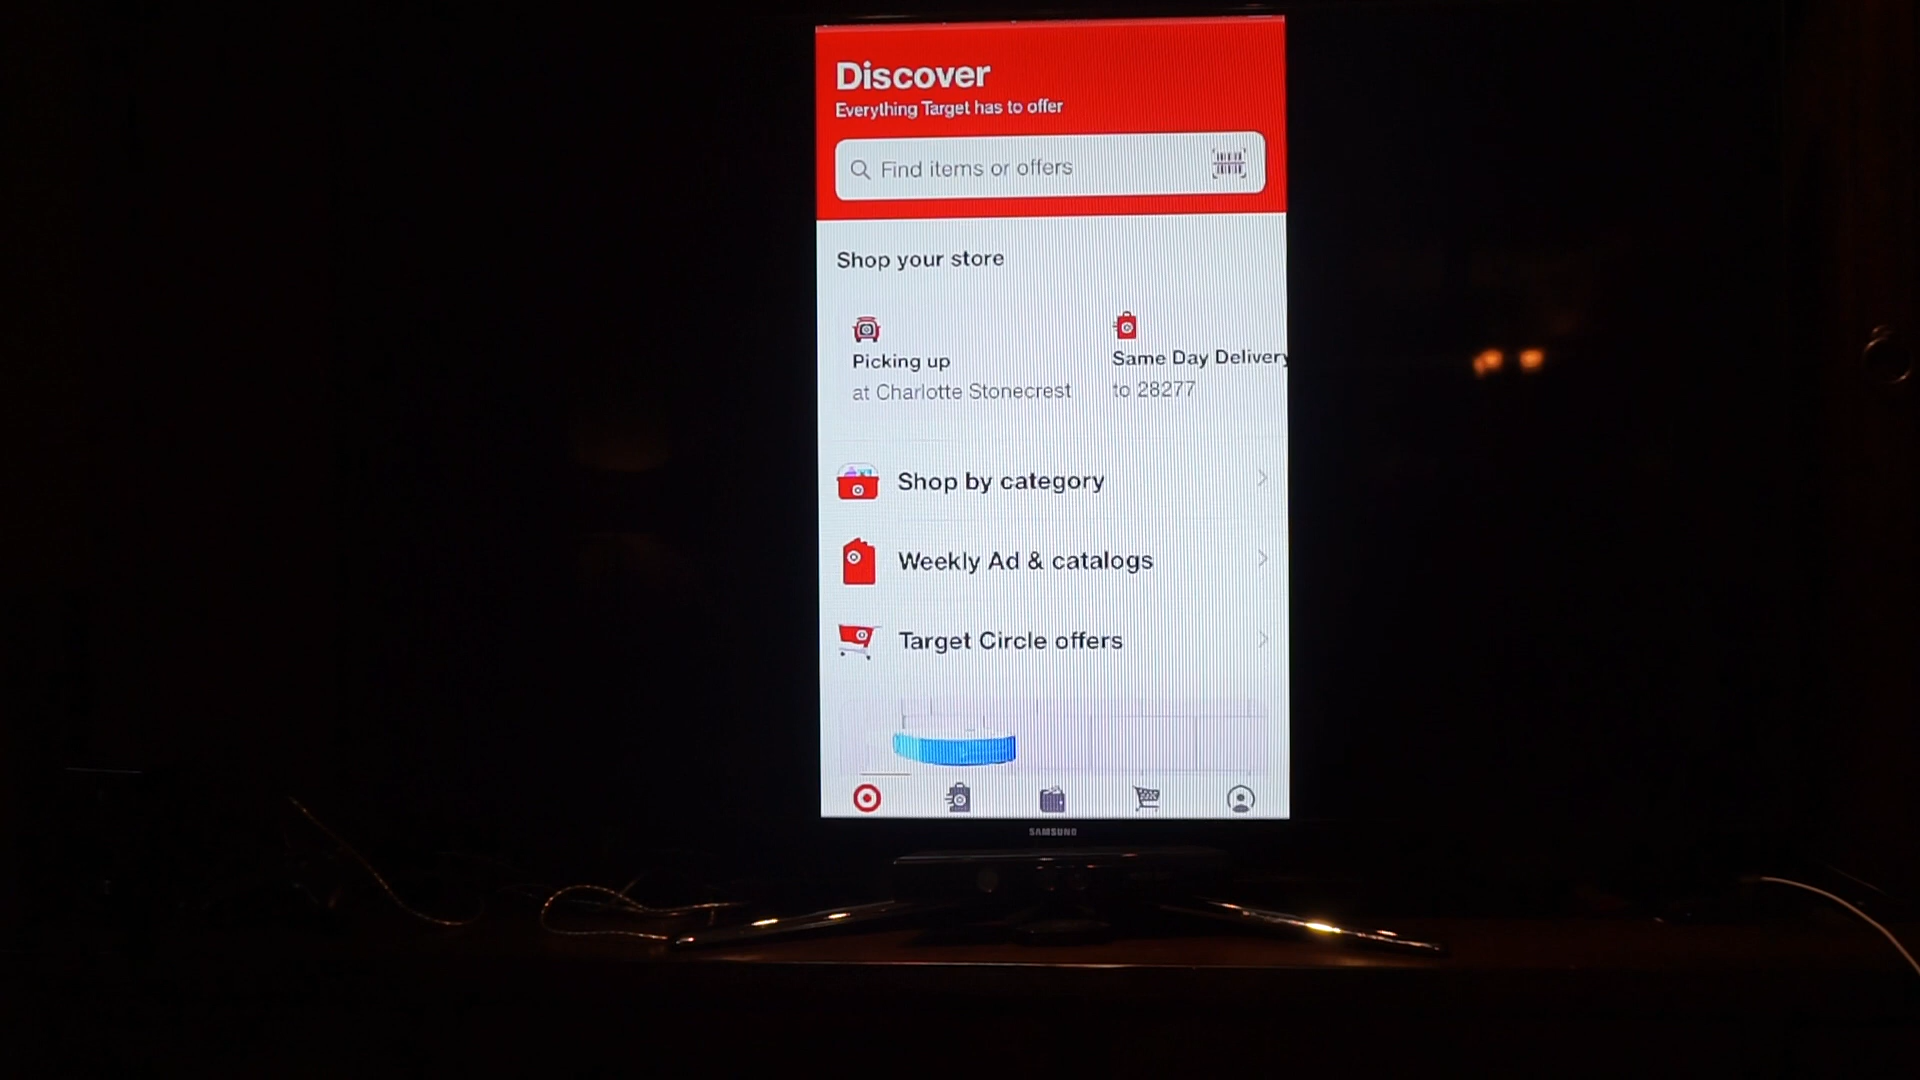 Discover
Everything Target has to offer
Find items or offers
Shop your store
Picking up
at Charlotte Stonecrest
Same Day Delivery
to 28277
Shop by category
Weekly Ad & catalogs
Target Circle offers
SAMSUNG